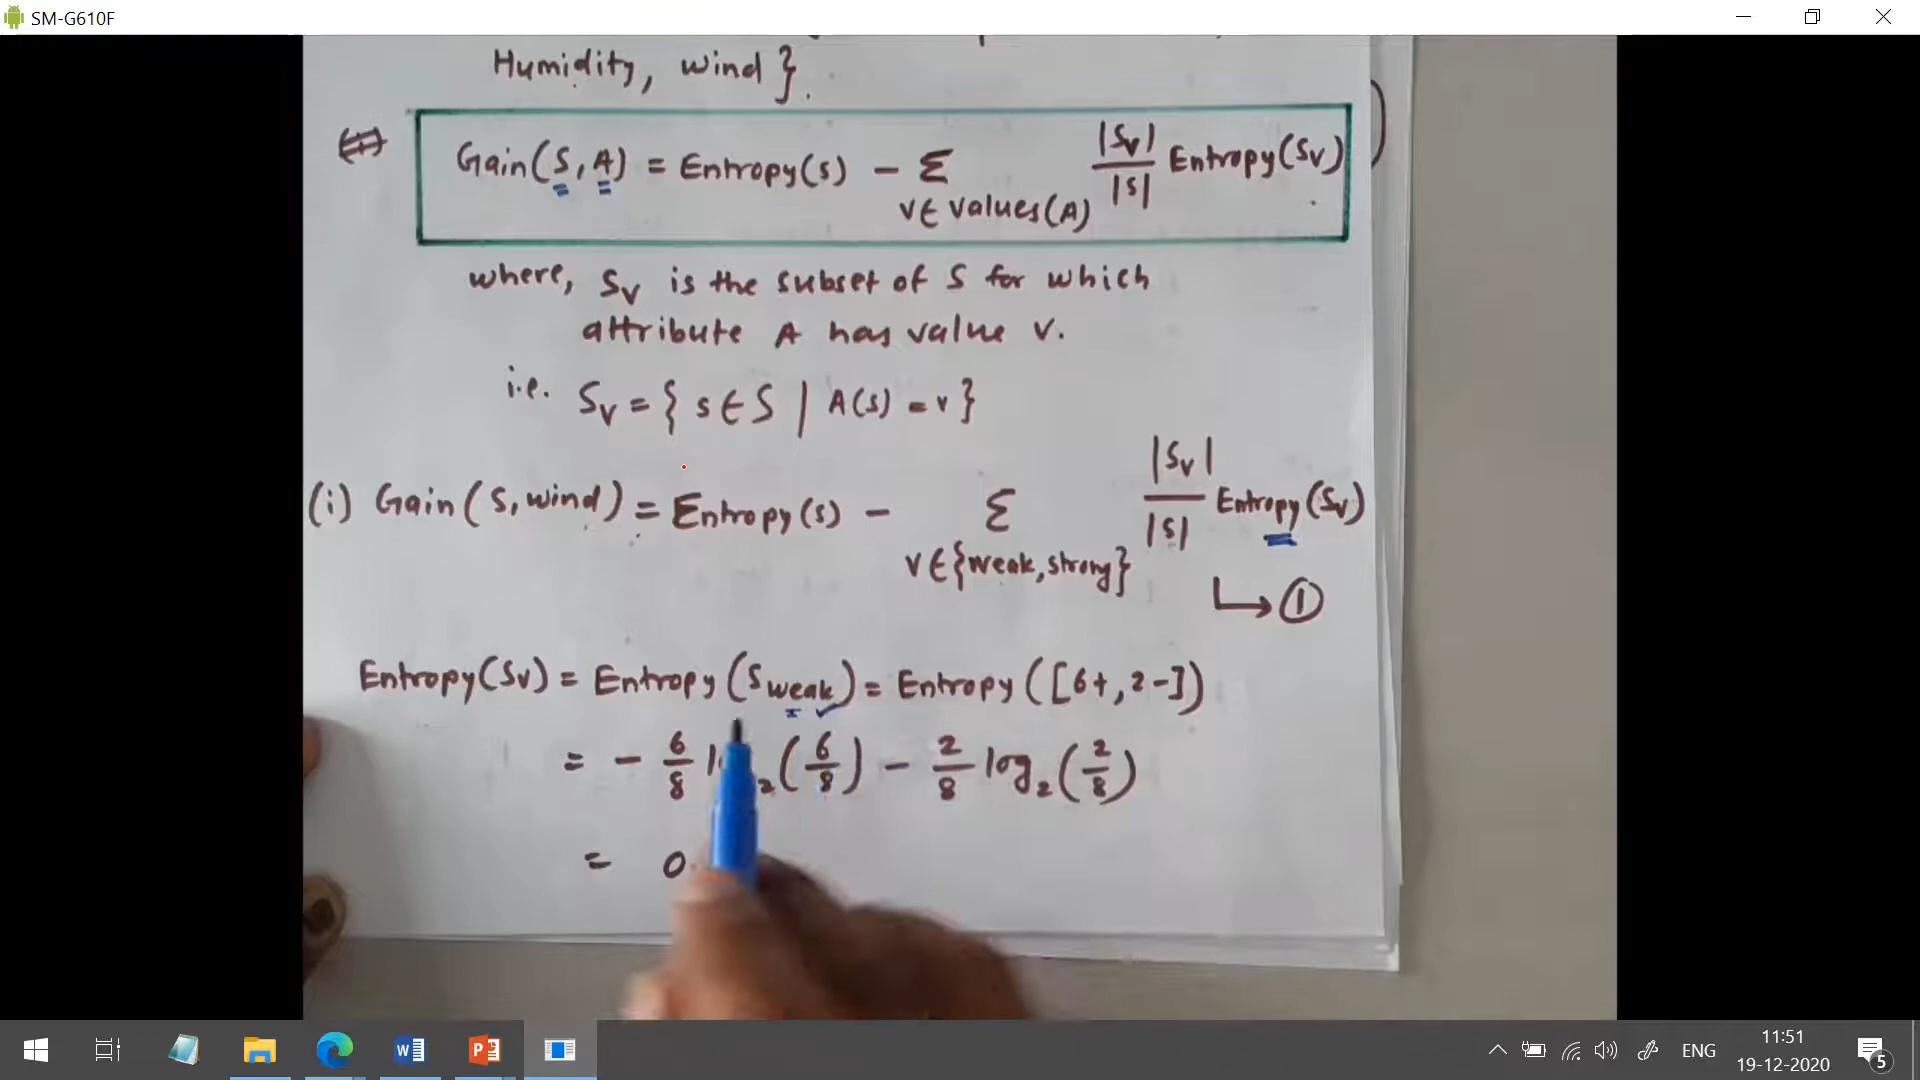 SM-G610F
Humidity, wind }.
Gain(S,A) = Entropy(s) - Σ |Sv| / |s| Entropy(Sv)
v∈ values(A)
where, Sv is the subset of S for which
attribute A has value v.
i.e. Sv = { s ∈ S | A(s) = v }
(i) Gain(S, wind) = Entropy(s) - Σ |Sv| / |s| Entropy(Sv)
v∈{weak,strong}
↳ ①
Entropy(Sv) = Entropy (S weak) = Entropy ([6+, 2-])
= - 6/8 log₂ (6/8) - 2/8 log₂ (2/8)
= 0.
ENG
11:51
19-12-2020
5